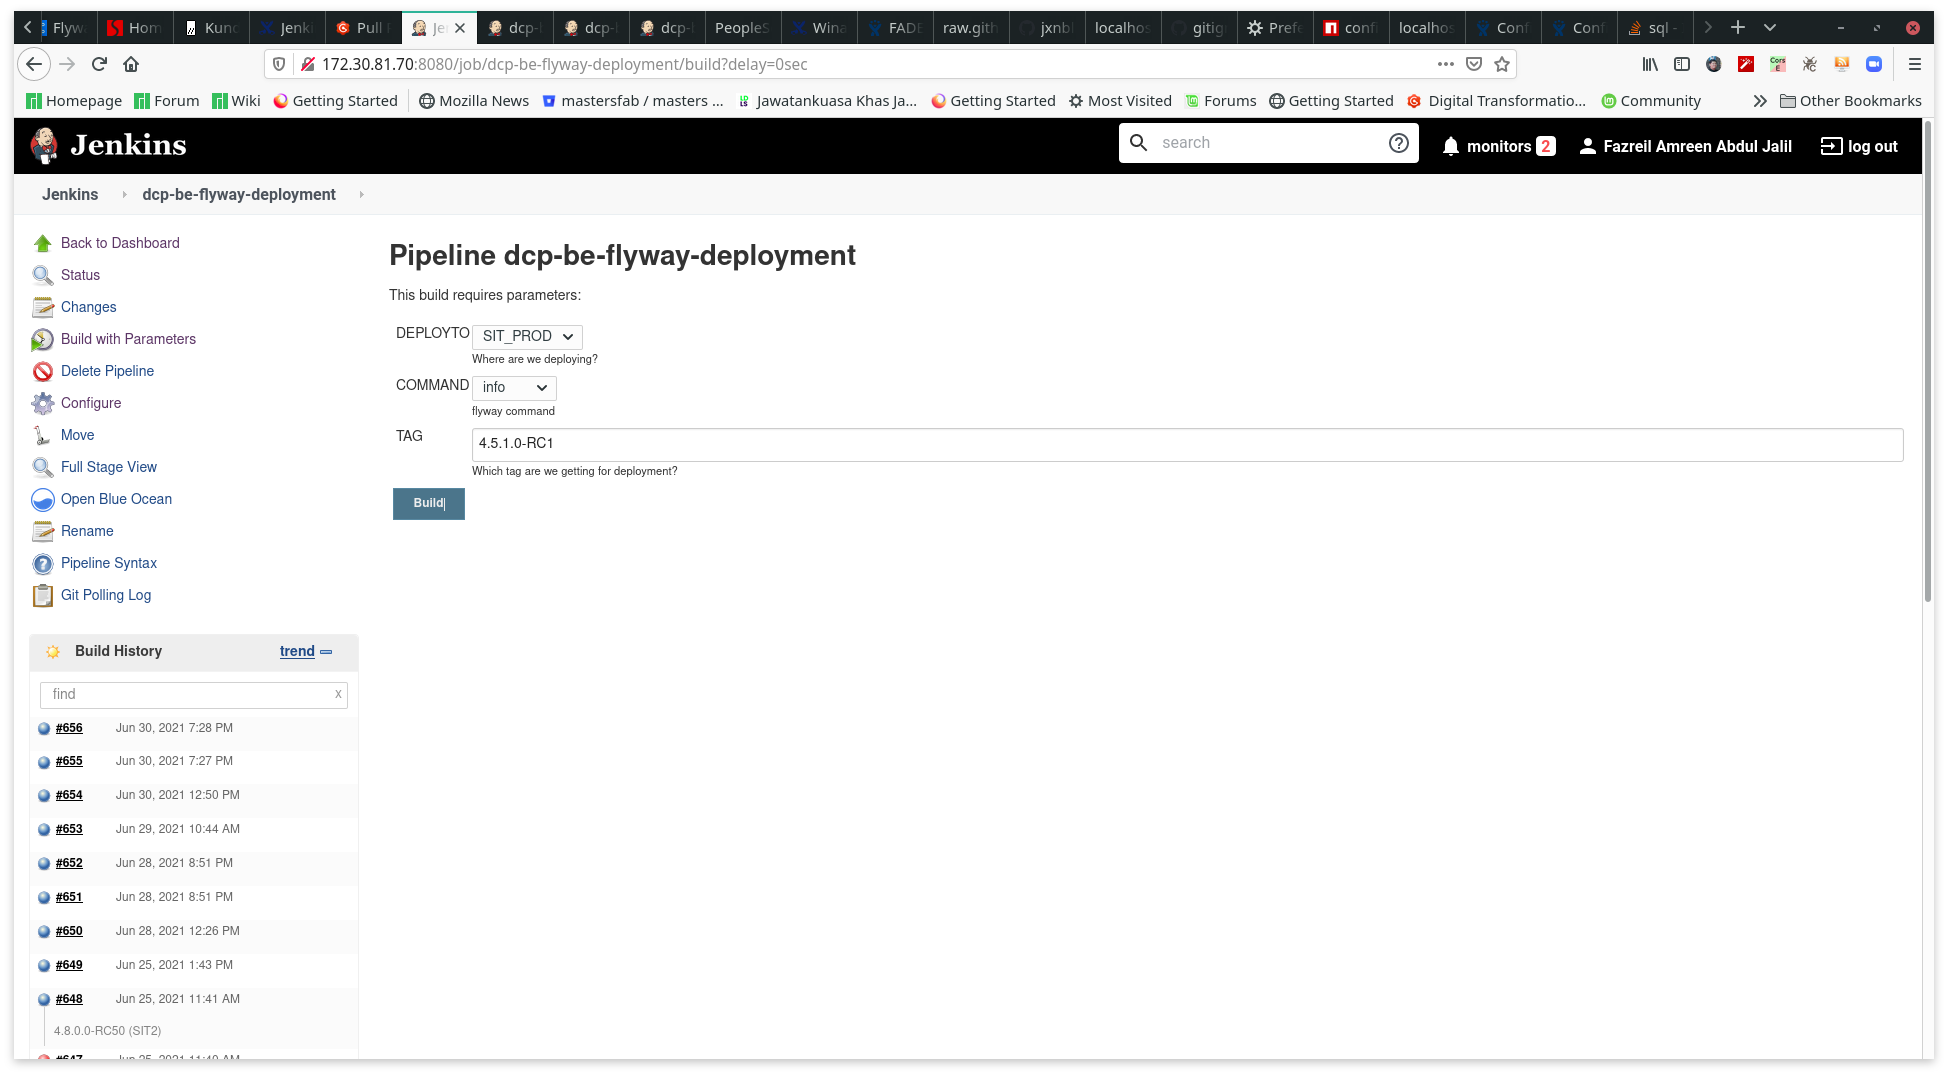 Flyw Hom Kun Jenki Pull Je dcp- dcp- dcp- PeopleS Wina FADE raw.gith jxnb localhos gitig Prefe conf localhos Conf Conf sql -
172.30.81.70:8080/job/dcp-be-flyway-deployment/build?delay=0sec
Homepage Forum Wiki Getting Started Mozilla News mastersfab / masters ... Jawatankuasa Khas Ja... Getting Started Most Visited Forums Getting Started Digital Transformatio... Community Other Bookmarks
Jenkins search monitors 2 Fazreil Amreen Abdul Jalil log out
Jenkins dcp-be-flyway-deployment
Back to Dashboard
Status
Changes
Build with Parameters
Delete Pipeline
Configure
Move
Full Stage View
Open Blue Ocean
Rename
Pipeline Syntax
Git Polling Log
Build History trend
find x
#656 Jun 30, 2021 7:28 PM
#655 Jun 30, 2021 7:27 PM
#654 Jun 30, 2021 12:50 PM
#653 Jun 29, 2021 10:44 AM
#652 Jun 28, 2021 8:51 PM
#651 Jun 28, 2021 8:51 PM
#650 Jun 28, 2021 12:26 PM
#649 Jun 25, 2021 1:43 PM
#648 Jun 25, 2021 11:41 AM
4.8.0.0-RC50 (SIT2)
#647 Jun 25, 2021 11:40 AM
Pipeline dcp-be-flyway-deployment
This build requires parameters:
DEPLOYTO SIT_PROD
Where are we deploying?
COMMAND info
flyway command
TAG 4.5.1.0-RC1
Which tag are we getting for deployment?
Build